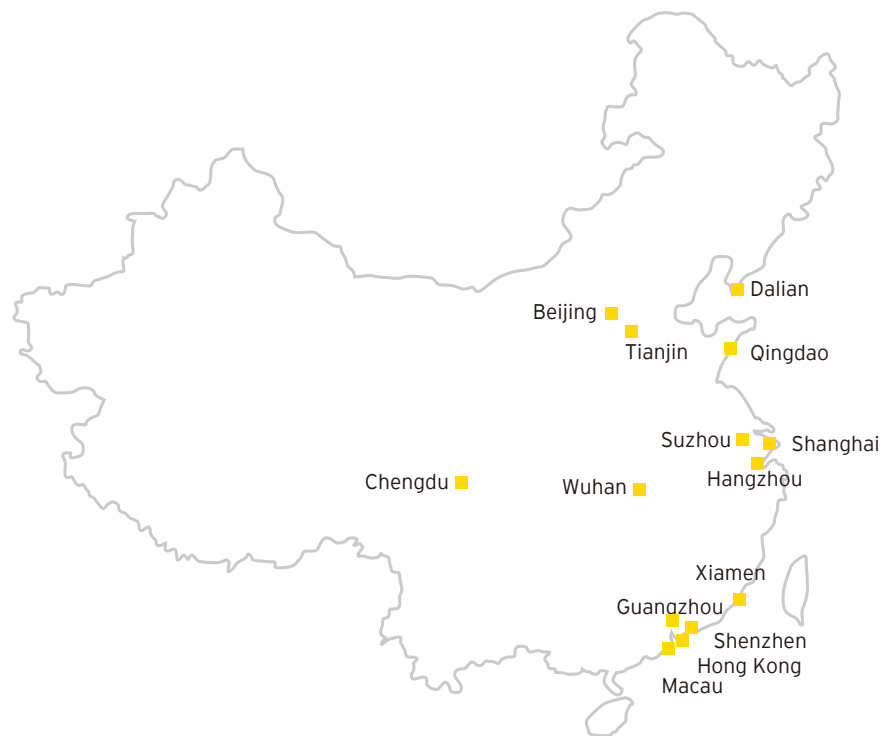 Dalian
Beijing
Tianjin
Qingdao
Suzhou
Shanghai
Hangzhou
Chengdu
Wuhan
Xiamen
Guangzhou
Shenzhen
Hong Kong
Macau